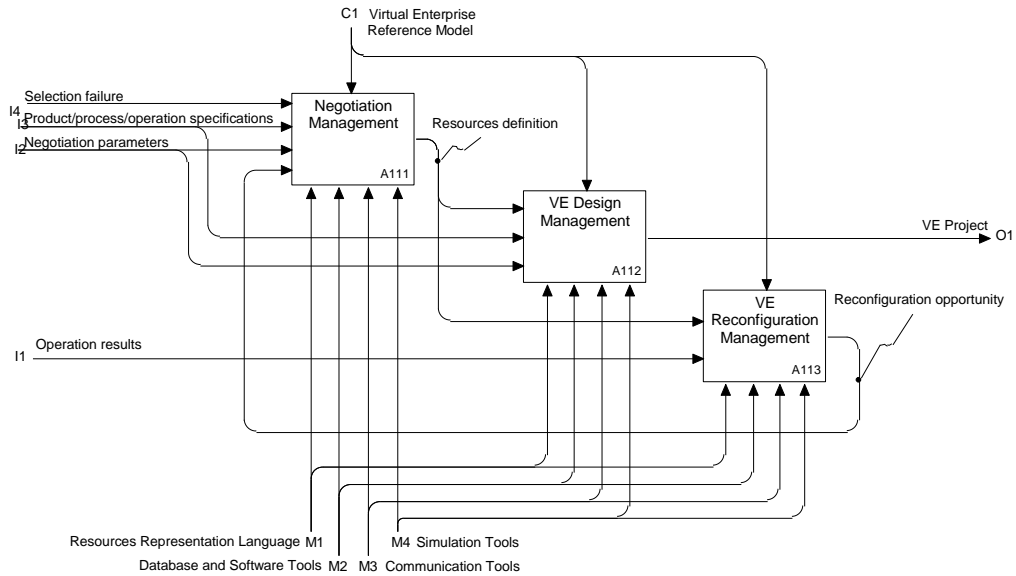 C1 Virtual Enterprise
Reference Model
Selection failure
I4
Product/process/operation specifications
I3
Negotiation parameters
I2
Negotiation
Management
A111
Resources definition
VE Design
Management
A112
VE Project
O1
VE
Reconfiguration
Management
A113
Reconfiguration opportunity
Operation results
I1
Resources Representation Language M1
M4 Simulation Tools
Database and Software Tools M2
M3 Communication Tools